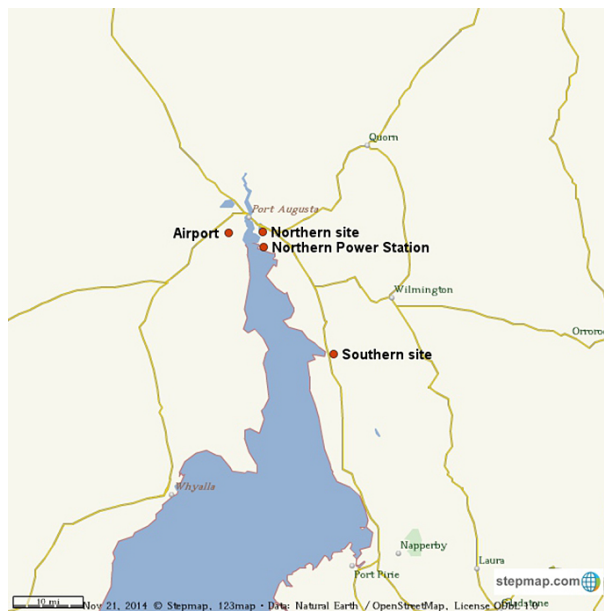 Quorn
Port Augusta
Airport
Northern site
Northern Power Station
Wilmington
Orroroo
Southern site
Whyalla
Napperby
Laura
Port Pirie
stepmap.com
Gladstone
10 mi
Nov 21, 2014 © Stepmap, 123map · Data: Natural Earth / OpenStreetMap, License ODbL 1.0